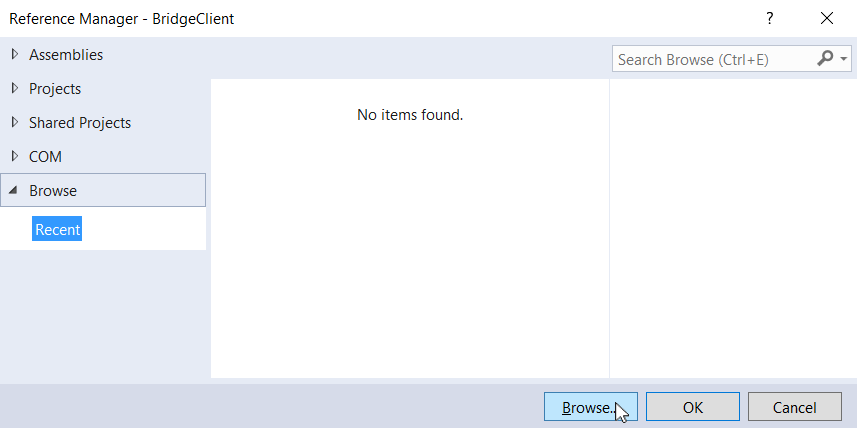 Reference Manager - BridgeClient
?
Assemblies
Search Browse (Ctrl+E)
Projects
Shared Projects
COM
Browse
Recent
No items found.
Browse..
OK
Cancel